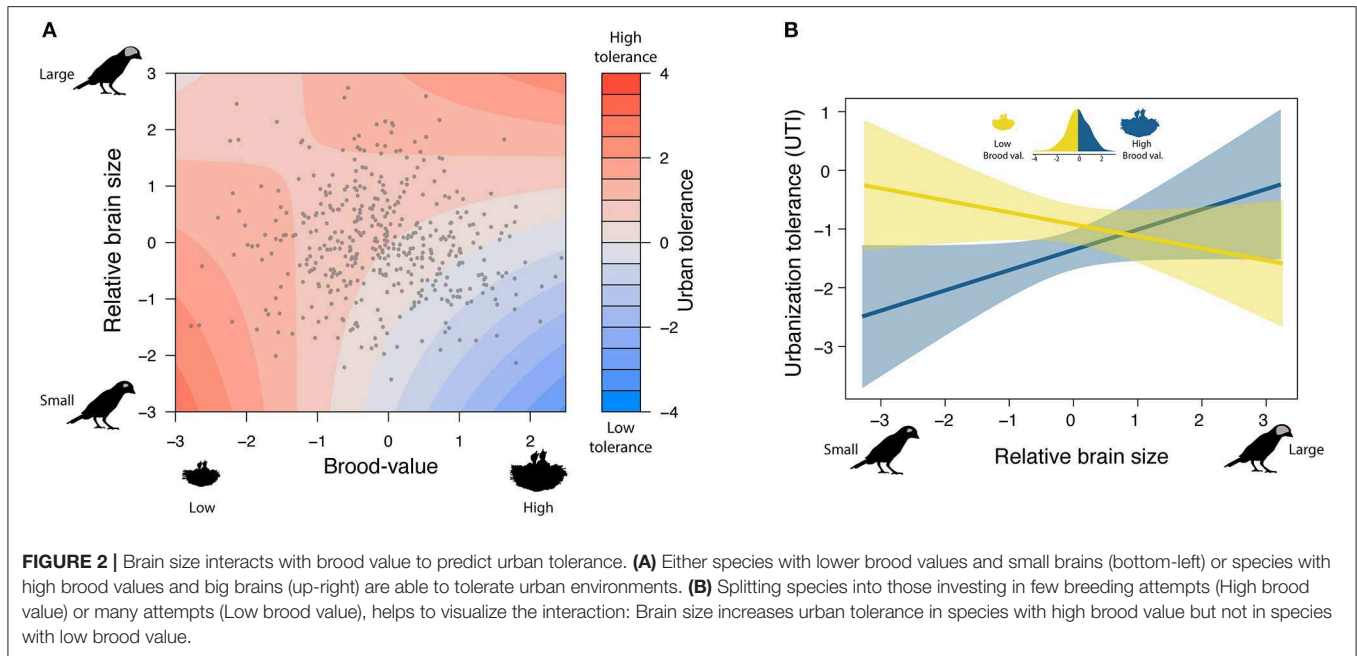 A
High
tolerance
Large
3
2
1
0
−1
−2
−3
Relative brain size
Small
−3
−2
−1
0
1
2
Brood-value
Low
High
4
2
0
−2
−4
Urban tolerance
Low
tolerance
B
1
0
−1
−2
−3
Urbanization tolerance (UTI)
Low
Brood val.
-4
-2
0
2
High
Brood val.
−3
−2
−1
0
1
2
3
Small
Relative brain size
Large
FIGURE 2 | Brain size interacts with brood value to predict urban tolerance. (A) Either species with lower brood values and small brains (bottom-left) or species with
high brood values and big brains (up-right) are able to tolerate urban environments. (B) Splitting species into those investing in few breeding attempts (High brood
value) or many attempts (Low brood value), helps to visualize the interaction: Brain size increases urban tolerance in species with high brood value but not in species
with low brood value.